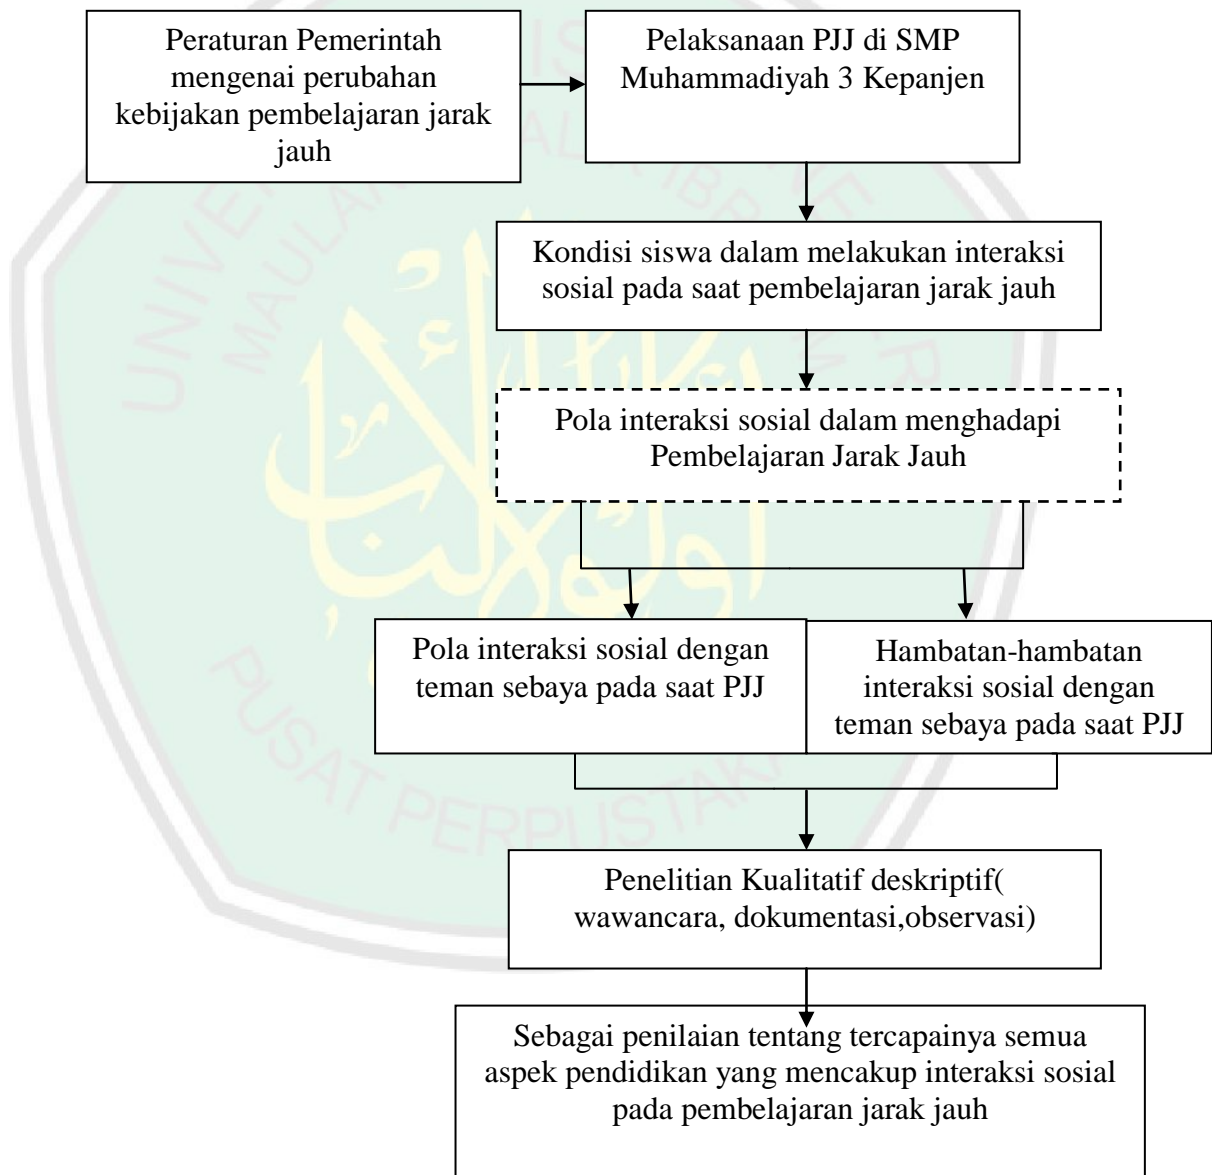 Peraturan Pemerintah
mengenai perubahan
kebijakan pembelajaran jarak
jauh
Pelaksanaan PJJ di SMP
Muhammadiyah 3 Kepanjen
Kondisi siswa dalam melakukan interaksi
sosial pada saat pembelajaran jarak jauh
Pola interaksi sosial dalam menghadapi
Pembelajaran Jarak Jauh
Pola interaksi sosial dengan
teman sebaya pada saat PJJ
Hambatan-hambatan
interaksi sosial dengan
teman sebaya pada saat PJJ
Penelitian Kualitatif deskriptif(
wawancara, dokumentasi,observasi)
Sebagai penilaian tentang tercapainya semua
aspek pendidikan yang mencakup interaksi sosial
pada pembelajaran jarak jauh